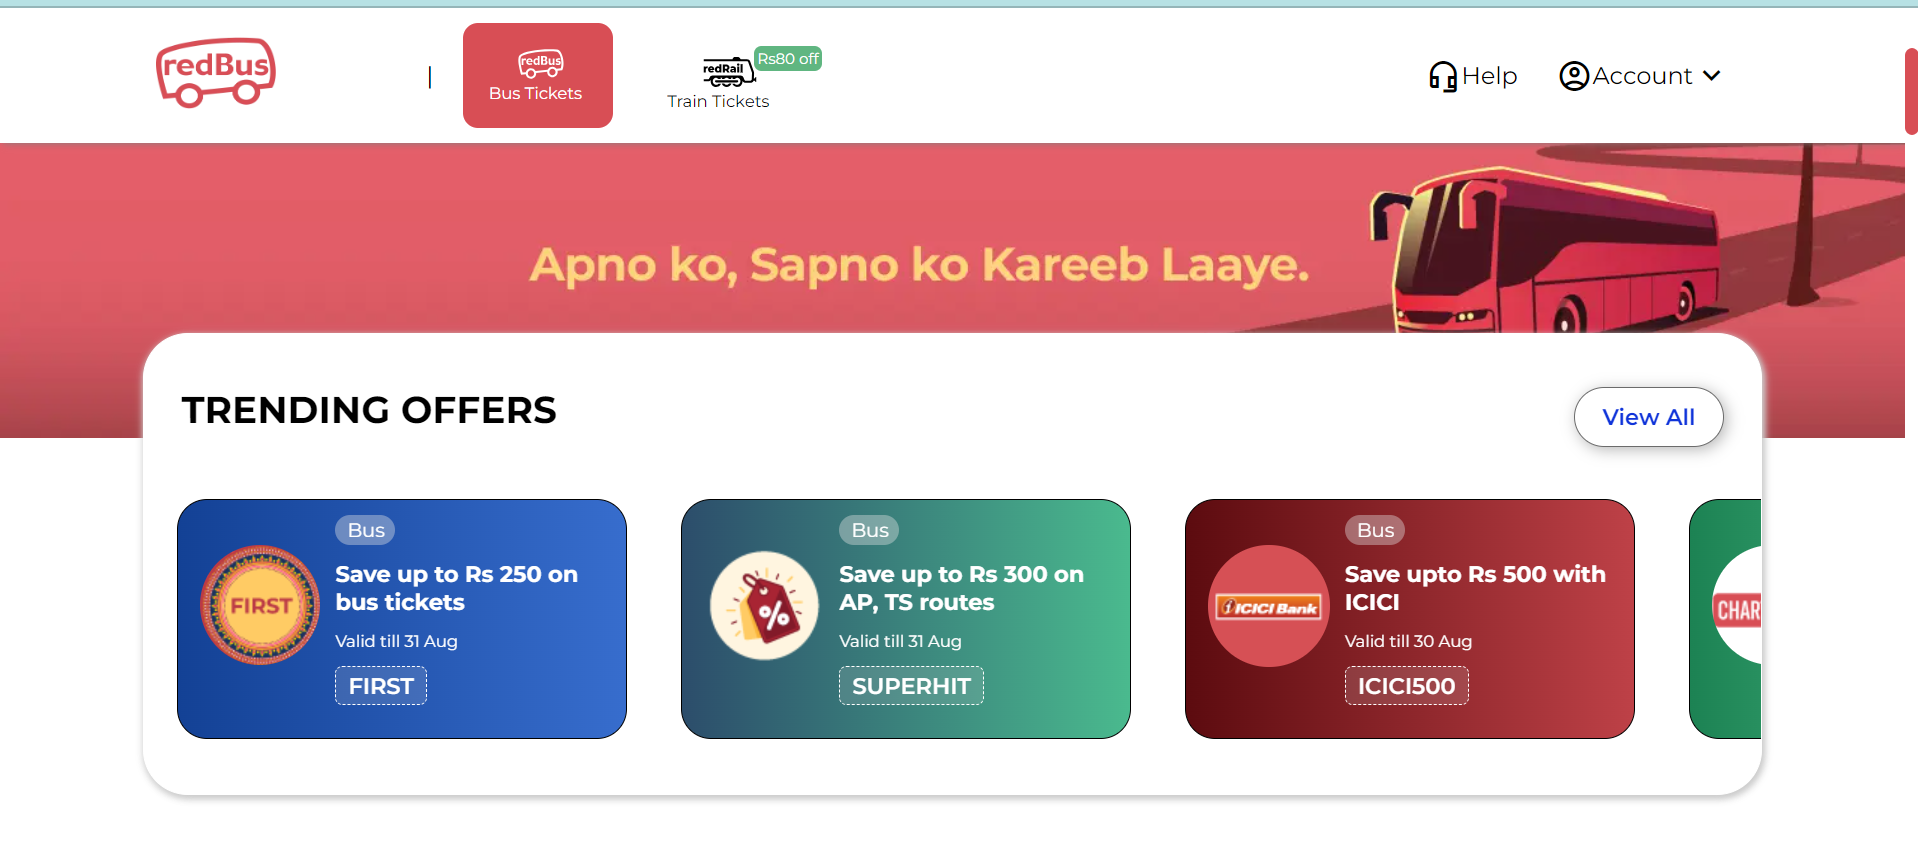 redBus
redBus
Bus Tickets
redRail
Rs80 off
Train Tickets
Help
Account
Apno ko, Sapno ko Kareeb Laaye.
TRENDING OFFERS
View All
FIRST
Bus
Save up to Rs 250 on
bus tickets
Valid till 31 Aug
FIRST
Bus
Save up to Rs 300 on
AP, TS routes
Valid till 31 Aug
SUPERHIT
ICICI Bank
Bus
Save upto Rs 500 with
ICICI
Valid till 30 Aug
ICICI500
CHAR